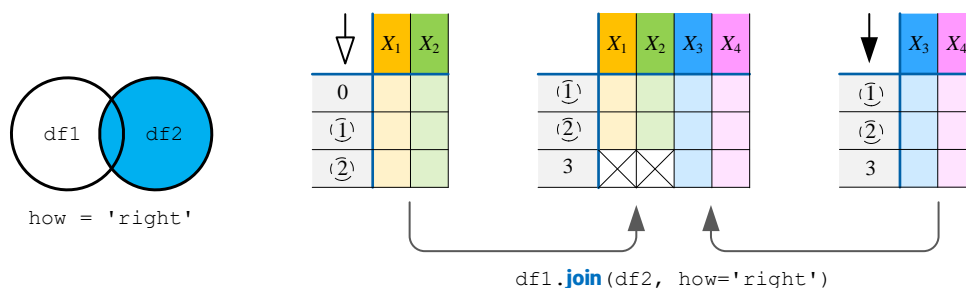 X1 X2
X1 X2 X3 X4
X3 X4
0
1
2
1
2
3
1
2
3
df1
df2
how = 'right'
df1.join(df2, how='right')